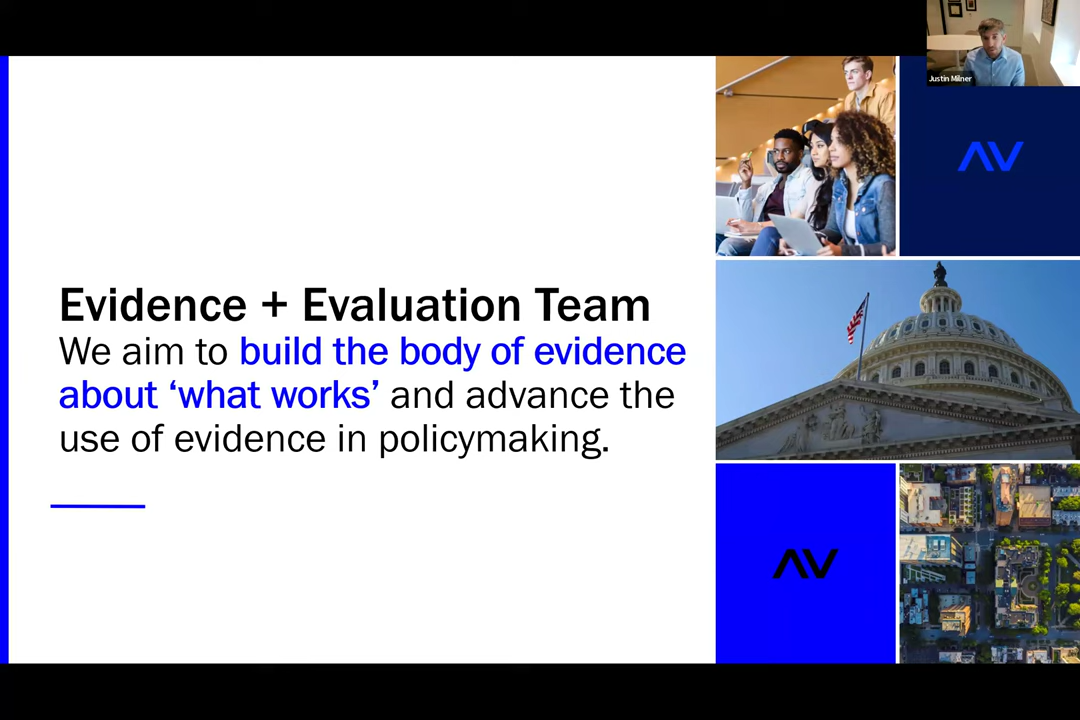 Justin Milner
AV
Evidence + Evaluation Team
We aim to build the body of evidence
about ‘what works’ and advance the
use of evidence in policymaking.
AV